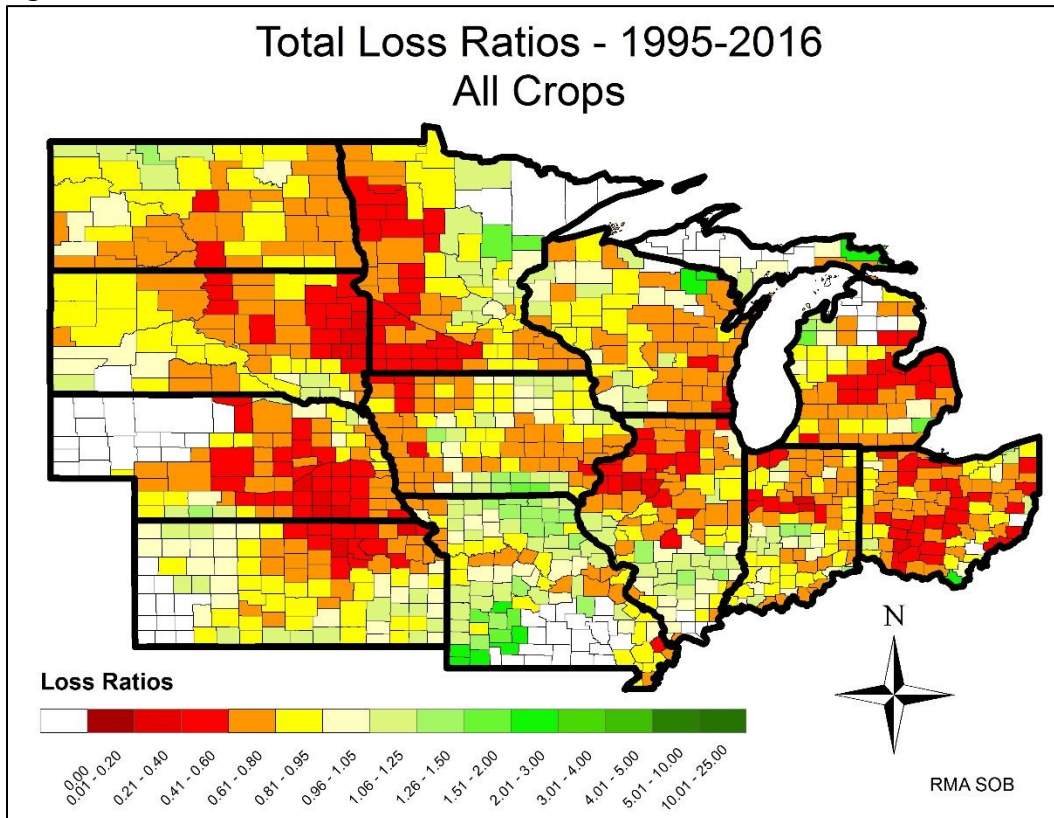 Total Loss Ratios - 1995-2016
All Crops
N
Loss Ratios
0.00
0.01 - 0.20
0.21 - 0.40
0.41 - 0.60
0.61 - 0.80
0.81 - 0.95
0.96 - 1.05
1.06 - 1.25
1.26 - 1.50
1.51 - 2.00
2.01 - 3.00
3.01 - 4.00
4.01 - 5.00
5.01 - 10.00
10.01 - 25.00
RMA SOB